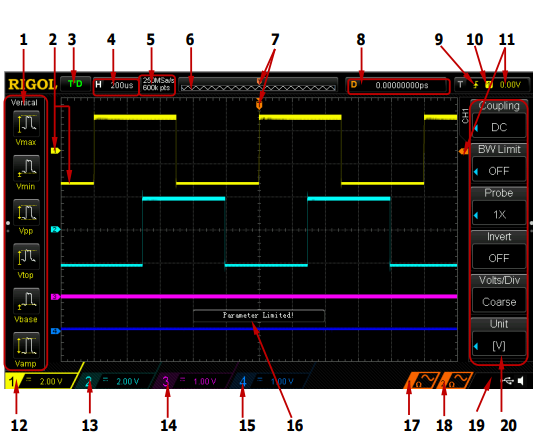 1 2 3 4 5 6 7 8 9 10 11
RIGOL T'D H 200us 250MSa/s 600k pts D 0.00000000ps T 0.00V
Vertical
Vmax
Vmin
Vpp
Vtop
Vbase
Vamp
1
2
3
4
Parameter Limited!
CH1
Coupling
DC
BW Limit
OFF
Probe
1X
Invert
OFF
Volts/Div
Coarse
Unit
[V]
1 = 2.00 V 2 = 2.00 V 3 = 1.00 V 4 = 1.00 V
12 13 14 15 16 17 18 19 20